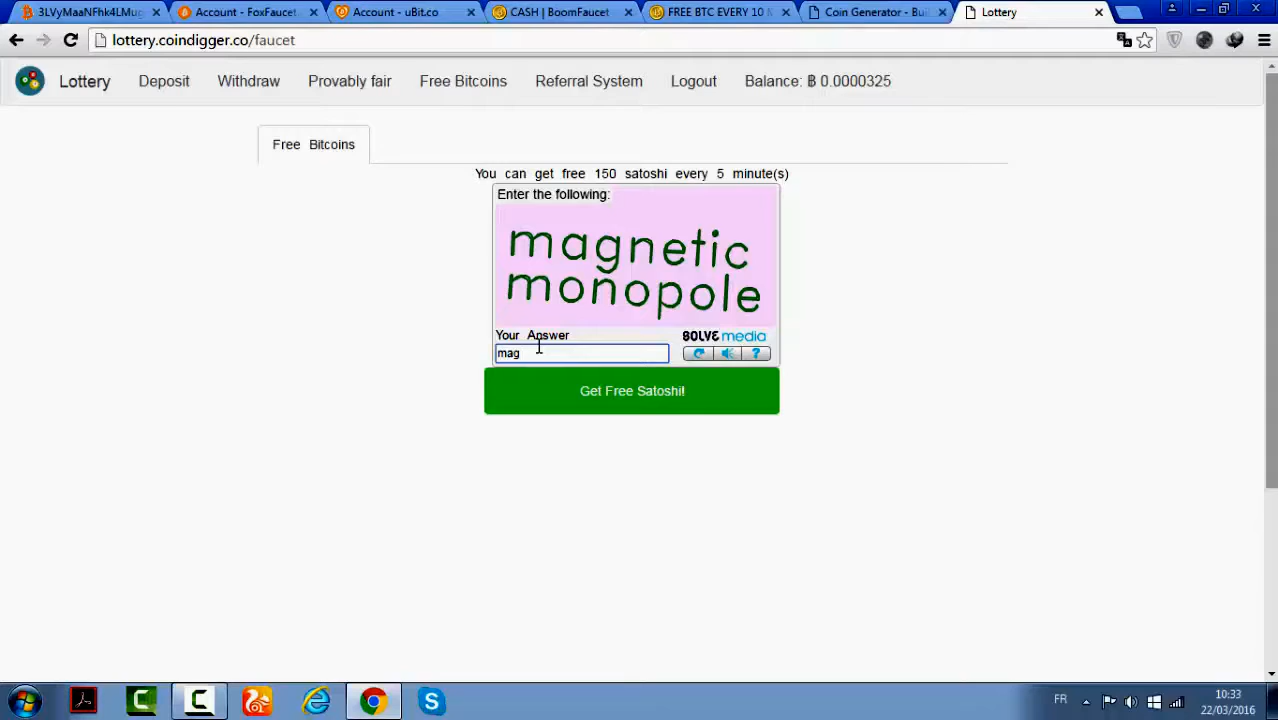 3LVyMaaNFhk4LMug
Account - FoxFaucet
Account - uBit.co
CASH | BoomFaucet
FREE BTC EVERY 10 M
Coin Generator - Bui
Lottery
lottery.coindigger.co/faucet
Lottery Deposit Withdraw Provably fair Free Bitcoins Referral System Logout Balance: ฿ 0.0000325
Free Bitcoins
You can get free 150 satoshi every 5 minute(s)
Enter the following:
magnetic
monopole
Your Answer
SOLVE media
mag
?
Get Free Satoshi!
FR
10:33
22/03/2016